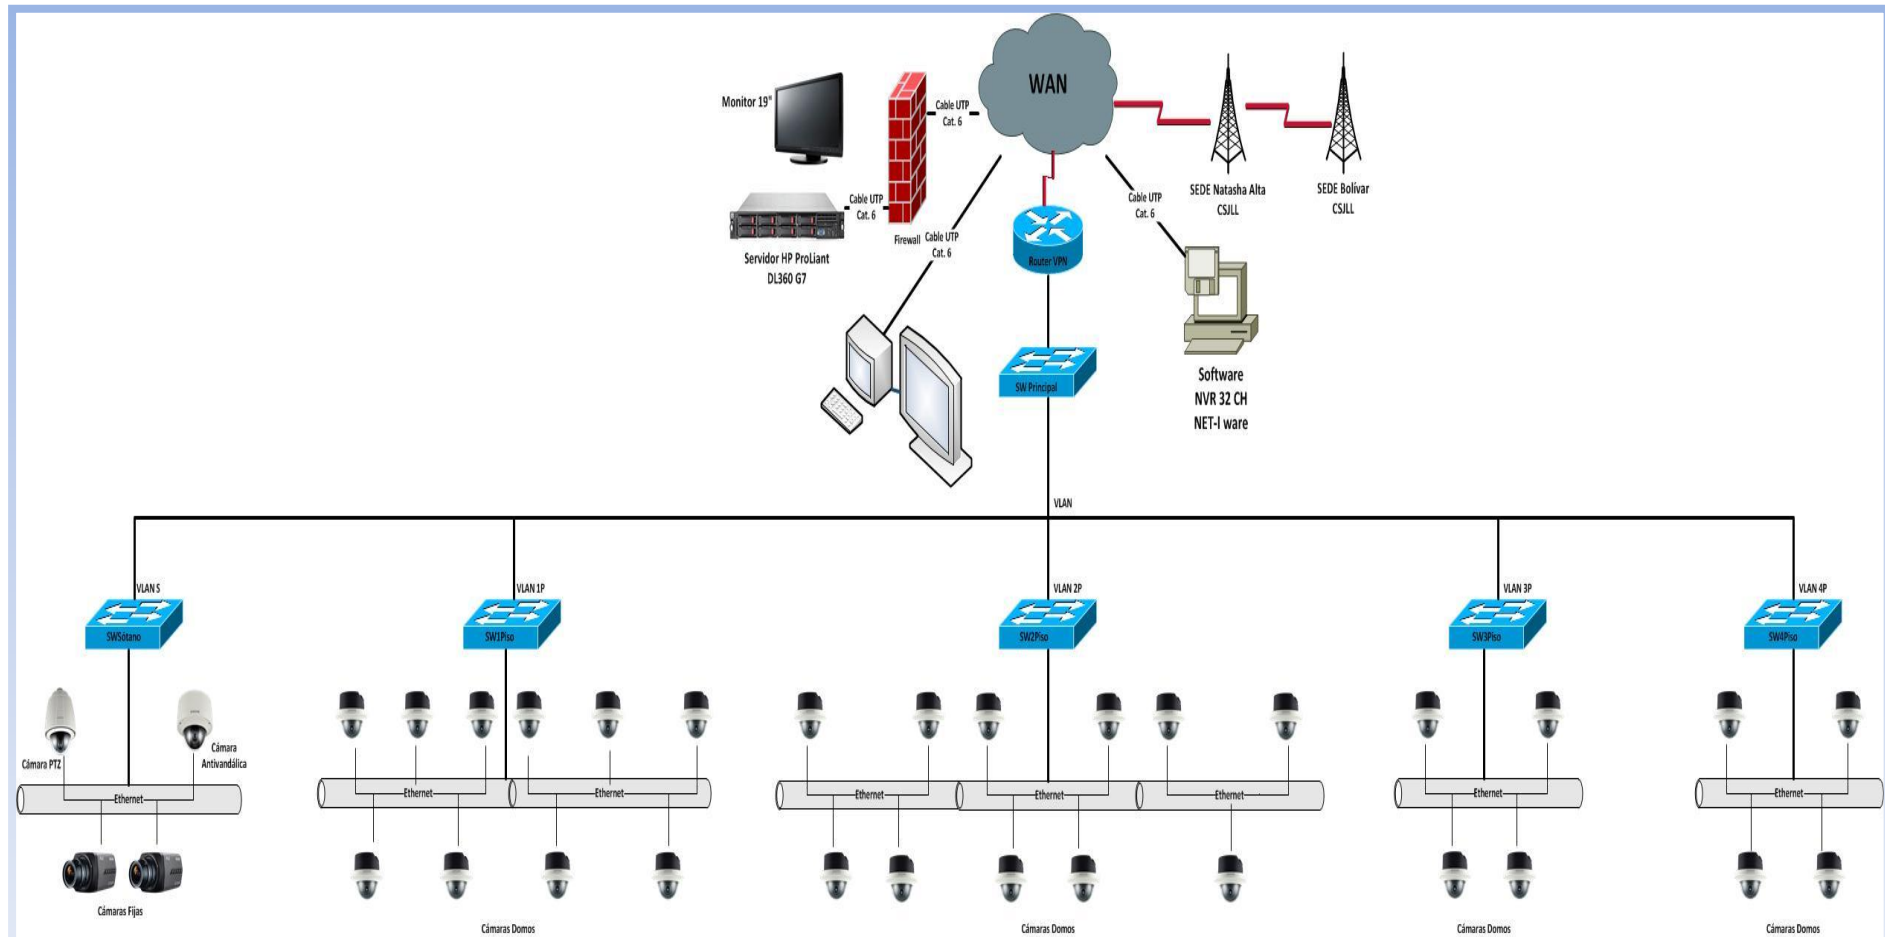 WAN
Monitor 19"
Cable UTP
Cat. 6
SEDE Natasha Alta
CSJLL
SEDE Bolívar
CSJLL
Cable UTP
Cat. 6
Cable UTP
Cat. 6
Firewall
Cable UTP
Cat. 6
Servidor HP ProLiant
DL360 G7
Router VPN
SW Principal
Software
NVR 32 CH
NET-I ware
VLAN
VLAN S
VLAN 1P
VLAN 2P
VLAN 3P
VLAN 4P
SWSótano
SW1Piso
SW2Piso
SW3Piso
SW4Piso
Cámara PTZ
Cámara
Antivandálica
Ethernet
Ethernet
Ethernet
Ethernet
Ethernet
Ethernet
Ethernet
Ethernet
Cámaras Fijas
Cámaras Domos
Cámaras Domos
Cámaras Domos
Cámaras Domos